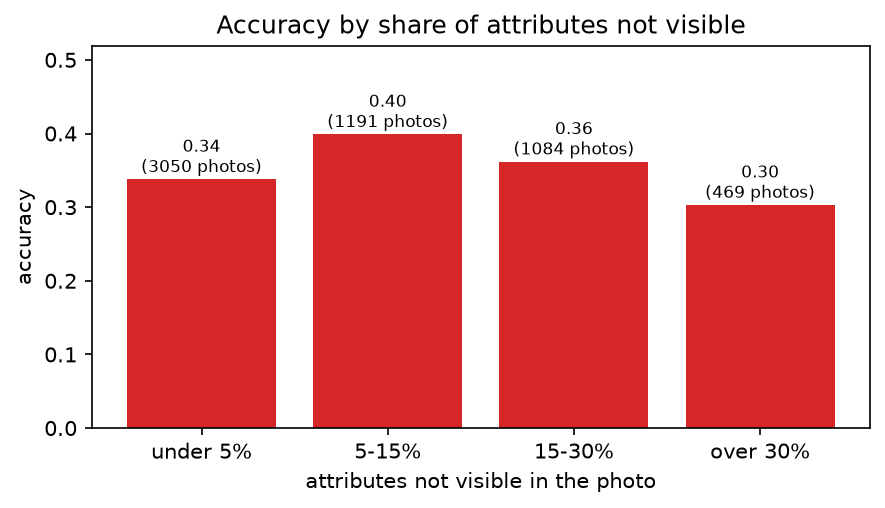 Accuracy by share of attributes not visible
accuracy
0.5
0.4
0.3
0.2
0.1
0.0
0.34
(3050 photos)
0.40
(1191 photos)
0.36
(1084 photos)
0.30
(469 photos)
under 5%
5-15%
15-30%
over 30%
attributes not visible in the photo